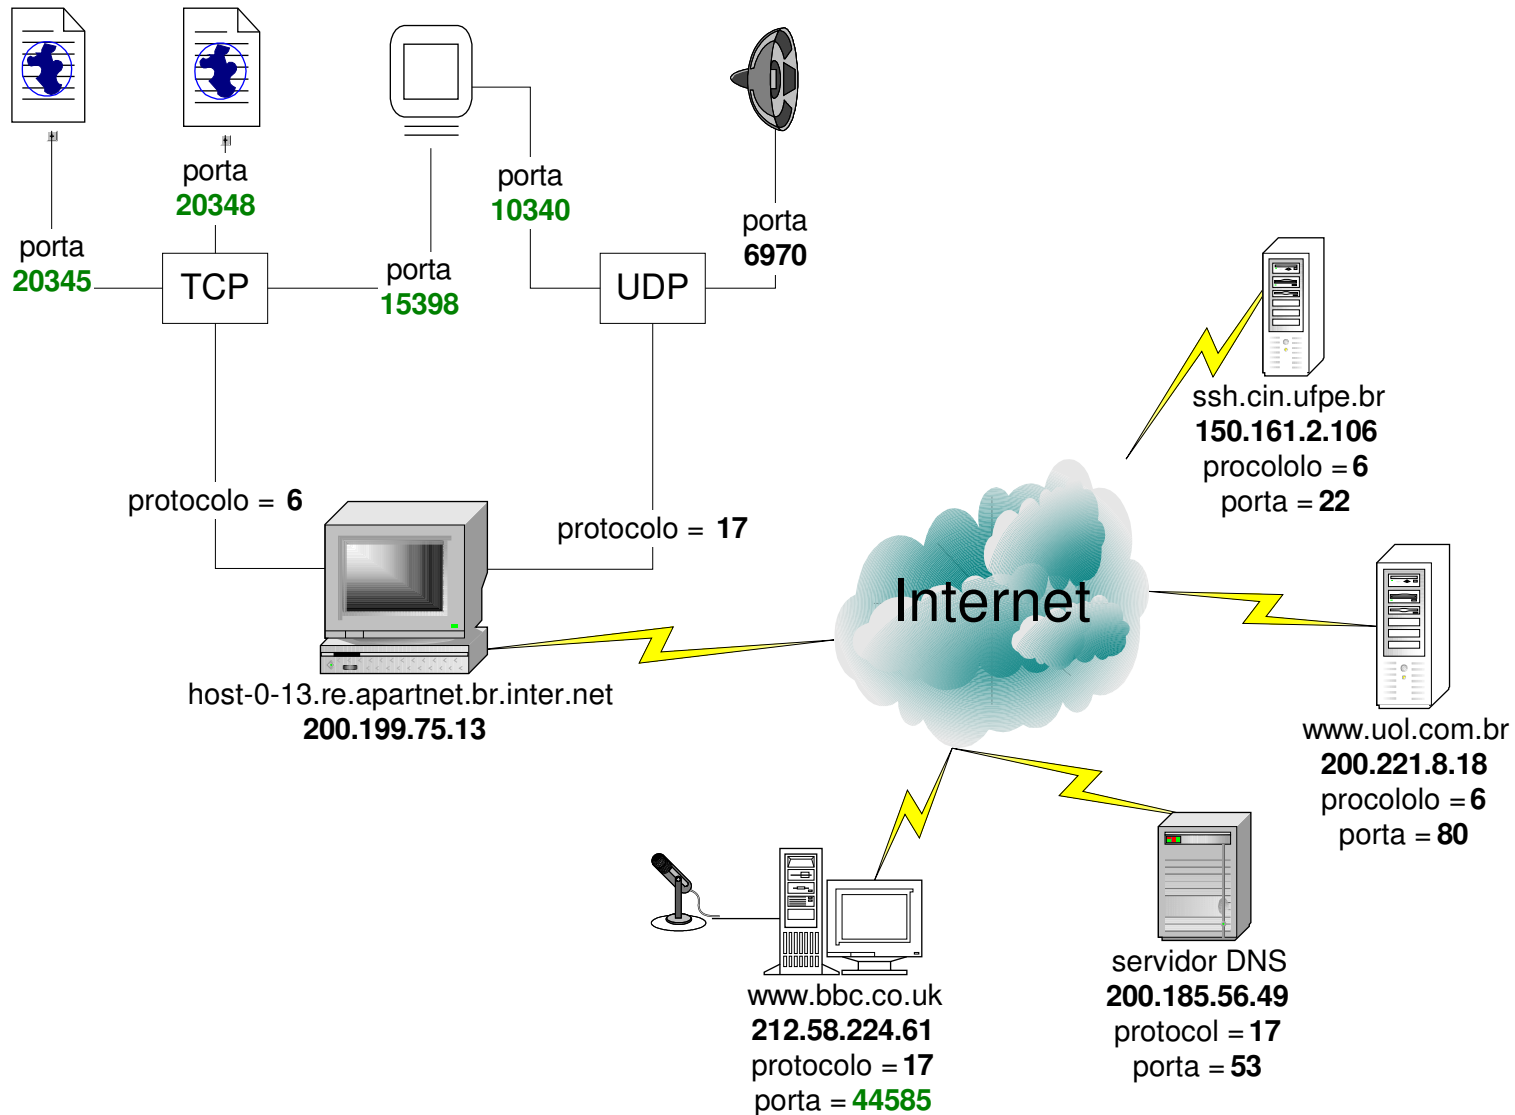 porta
20345
porta
20348
porta
15398
porta
10340
porta
6970
TCP
UDP
protocolo = 6
protocolo = 17
host-0-13.re.apartnet.br.inter.net
200.199.75.13
Internet
ssh.cin.ufpe.br
150.161.2.106
procololo = 6
porta = 22
www.uol.com.br
200.221.8.18
procololo = 6
porta = 80
www.bbc.co.uk
212.58.224.61
protocolo = 17
porta = 44585
servidor DNS
200.185.56.49
protocol = 17
porta = 53